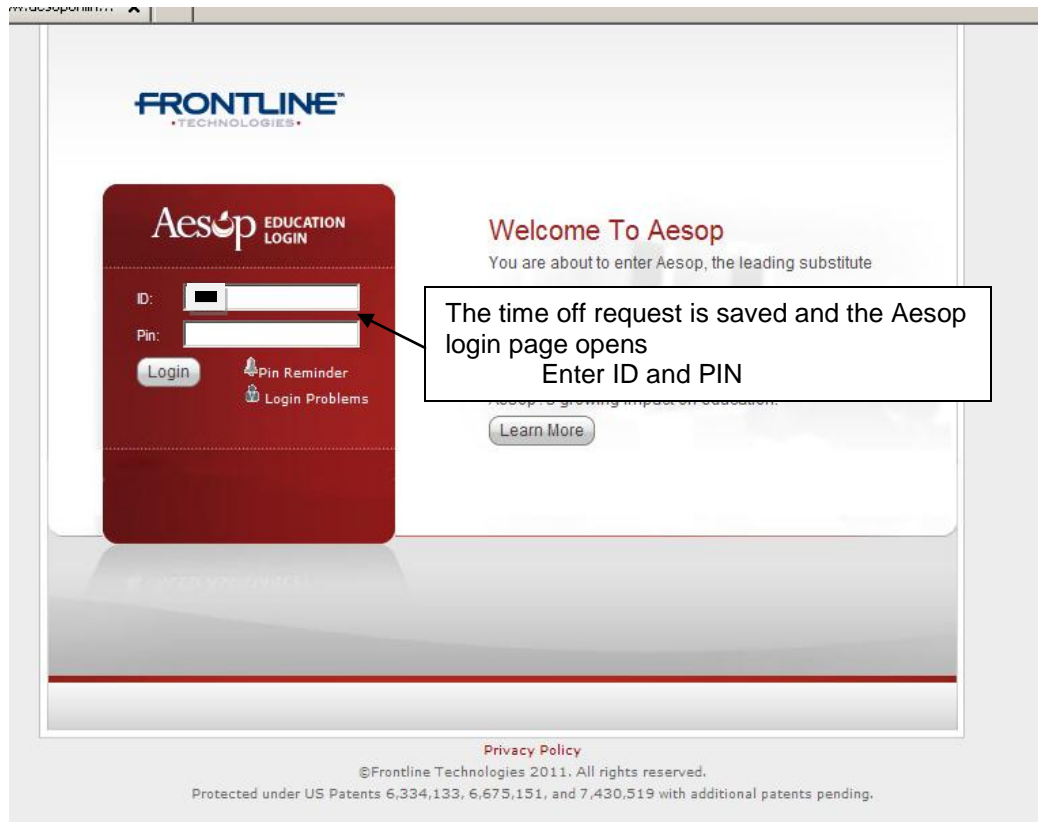 FRONTLINE™
•TECHNOLOGIES•
Aesop EDUCATION
LOGIN
Welcome To Aesop
You are about to enter Aesop, the leading substitute
ID:
The time off request is saved and the Aesop
login page opens
Enter ID and PIN
Pin:
Login
Pin Reminder
Login Problems
Learn More
Privacy Policy
©Frontline Technologies 2011. All rights reserved.
Protected under US Patents 6,334,133, 6,675,151, and 7,430,519 with additional patents pending.